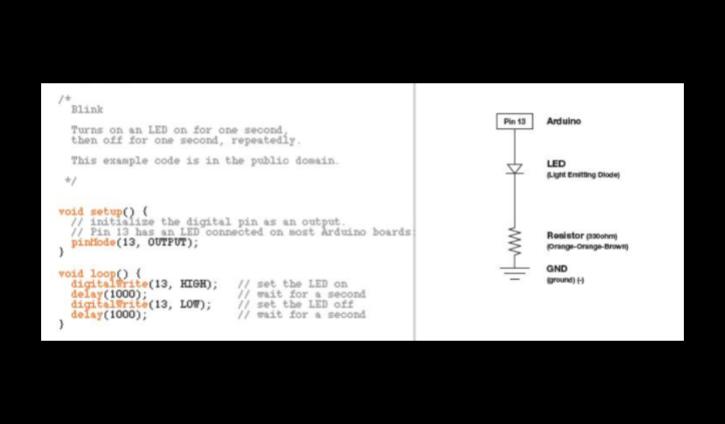 /*
Blink
Turns on an LED on for one second,
then off for one second, repeatedly.
This example code is in the public domain.
*/
void setup() {
// initialize the digital pin as an output.
// Pin 13 has an LED connected on most Arduino boards:
pinMode(13, OUTPUT);
}
void loop() {
digitalWrite(13, HIGH); // set the LED on
delay(1000); // wait for a second
digitalWrite(13, LOW); // set the LED off
delay(1000); // wait for a second
}
Pin 13 Arduino
LED
(Light Emitting Diode)
Resistor (330ohm)
(Orange-Orange-Brown)
GND
(ground) (-)